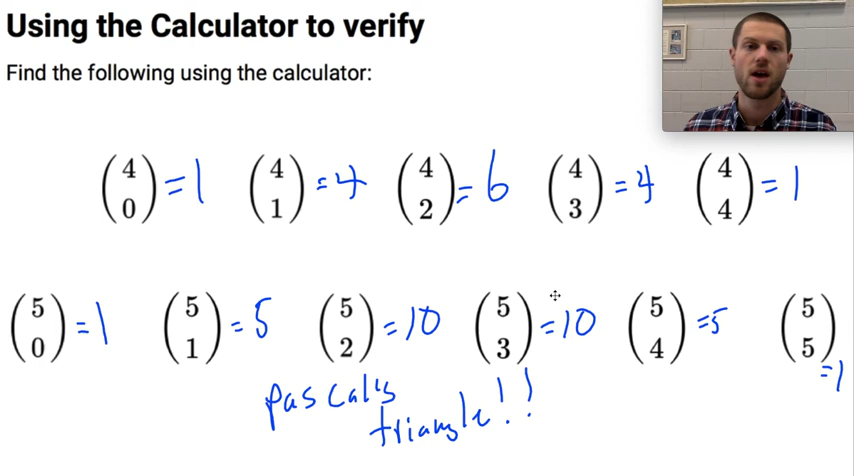 Using the Calculator to verify
Find the following using the calculator:
(4 0) = 1 (4 1) = 4 (4 2) = 6 (4 3) = 4 (4 4) = 1
(5 0) = 1 (5 1) = 5 (5 2) = 10 (5 3) = 10 (5 4) = 5 (5 5) = 1
pascal's
triangle!!